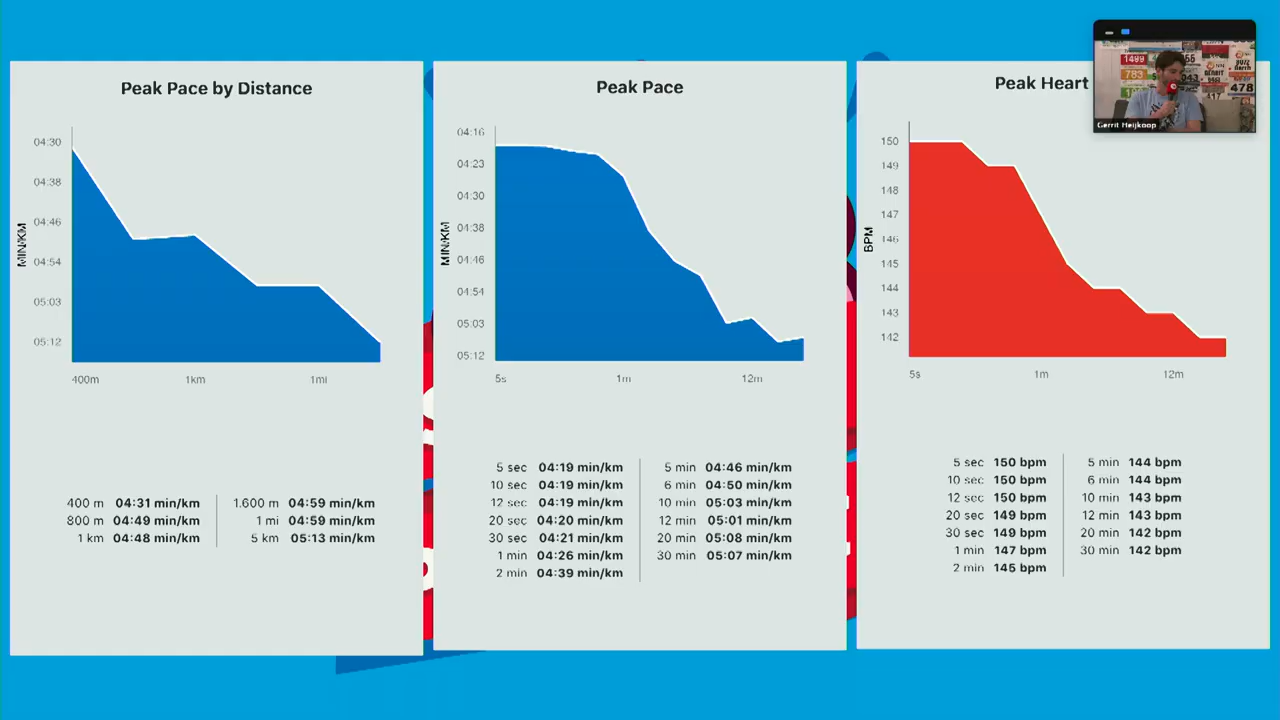 Peak Pace by Distance
MIN/KM
04:30
04:38
04:46
04:54
05:03
05:12
400m
1km
1mi
400 m 04:31 min/km
800 m 04:49 min/km
1 km 04:48 min/km
1.600 m 04:59 min/km
1 mi 04:59 min/km
5 km 05:13 min/km
Peak Pace
MIN/KM
04:16
04:23
04:30
04:38
04:46
04:54
05:03
05:12
5s
1m
12m
5 sec 04:19 min/km
10 sec 04:19 min/km
12 sec 04:19 min/km
20 sec 04:20 min/km
30 sec 04:21 min/km
1 min 04:26 min/km
2 min 04:39 min/km
5 min 04:46 min/km
6 min 04:50 min/km
10 min 05:03 min/km
12 min 05:01 min/km
20 min 05:08 min/km
30 min 05:07 min/km
Peak Heart
BPM
150
149
148
147
146
145
144
143
142
5s
1m
12m
5 sec 150 bpm
10 sec 150 bpm
12 sec 150 bpm
20 sec 149 bpm
30 sec 149 bpm
1 min 147 bpm
2 min 145 bpm
5 min 144 bpm
6 min 144 bpm
10 min 143 bpm
12 min 143 bpm
20 min 142 bpm
30 min 142 bpm
1489
783
478
Gerrit Heijkoop